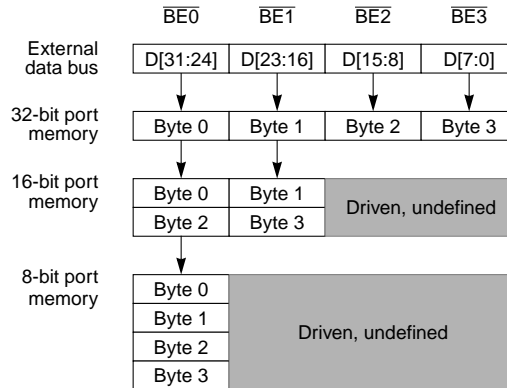 BE0 BE1 BE2 BE3
External data bus D[31:24] D[23:16] D[15:8] D[7:0]
32-bit port memory Byte 0 Byte 1 Byte 2 Byte 3
16-bit port memory Byte 0 Byte 1 Driven, undefined
Byte 2 Byte 3
8-bit port memory Byte 0 Driven, undefined
Byte 1
Byte 2
Byte 3